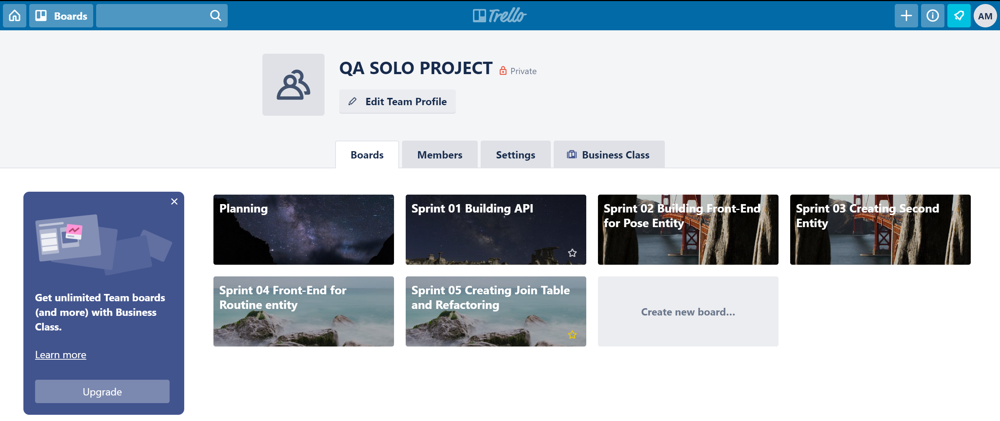 Boards
Trello
AM
QA SOLO PROJECT
Private
Edit Team Profile
Boards
Members
Settings
Business Class
Get unlimited Team boards
(and more) with Business
Class.
Learn more
Upgrade
Planning
Sprint 01 Building API
Sprint 02 Building Front-End
for Pose Entity
Sprint 03 Creating Second
Entity
Sprint 04 Front-End for
Routine entity
Sprint 05 Creating Join Table
and Refactoring
Create new board...